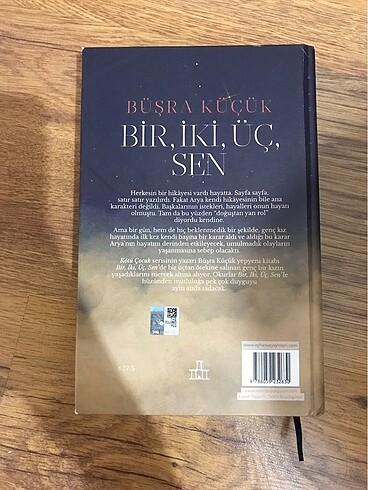 BÜŞRA KÜÇÜK
BİR, İKİ, ÜÇ,
SEN
Herkesin bir hikâyesi vardı hayatta. Sayfa sayfa,
satır satır yazılırdı. Fakat Arya kendi hikâyesinin bile ana
karakteri değildi. Başkalarının istekleri, hayalleri onun hayatı
olmuştu. Tam da bu yüzden "doğuştan yan rol"
diyordu kendine.
Ama bir gün, hem de hiç beklenmedik bir şekilde, genç kız
hayatında ilk kez kendi başına bir karar aldı ve aldığı bu karar
Arya'nın hayatını derinden etkileyecek, umulmadık olayların
yaşanmasına sebep olacaktı.
Kötü Çocuk serisinin yazarı Büşra Küçük yepyeni kitabı
Bir, İki, Üç, Sen'de bir uçtan ötekine salınan genç bir kızın
yaşadıklarını mercek altına alıyor. Okurlar Bir, İki, Üç, Sen'le
hüzünden mutluluğa pek çok duyguyu
aynı anda tadacak.